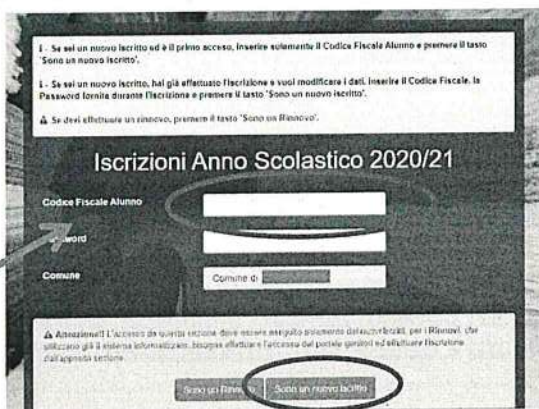 i - Se sei un nuovo iscritto ed è il primo accesso, inserire solamente il Codice Fiscale Alunno e premere il tasto
'Sono un nuovo iscritto'.
i - Se sei un nuovo iscritto, hai già effettuato l'iscrizione e vuoi modificare i dati, inserire il Codice Fiscale, la
Password fornita durante l'iscrizione e premere il tasto 'Sono un nuovo iscritto'.
Se devi effettuare un rinnovo, premere il tasto 'Sono un Rinnovo'.
Iscrizioni Anno Scolastico 2020/21
Codice Fiscale Alunno
word
Comune
Comune di
Attenzione! L'accesso da questa sezione deve essere eseguito solamente dai nuovi iscritti, per i Rinnovi, che
utilizzano già il sistema informatizzato, bisogna effettuare l'accesso dal portale genitori ed effettuare l'iscrizione
dall'apposita sezione.
Sono un Rinnovo
Sono un nuovo iscritto